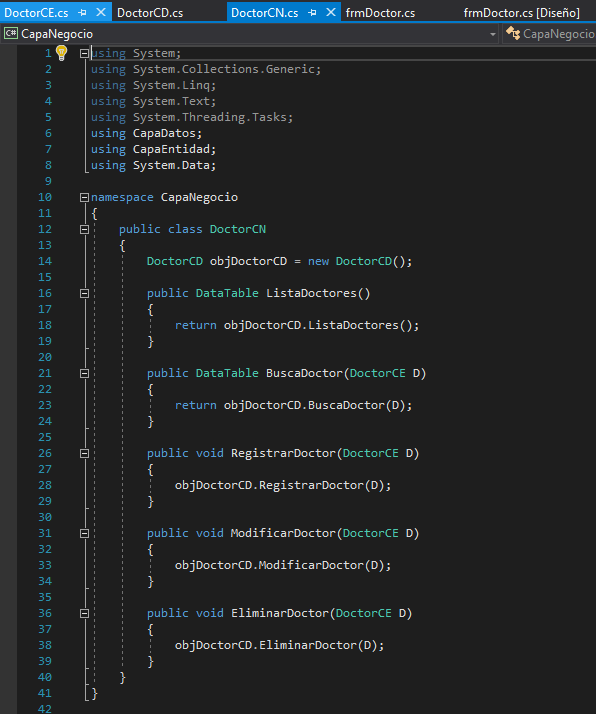 DoctorCE.cs DoctorCD.cs DoctorCN.cs frmDoctor.cs frmDoctor.cs [Diseño]
C# CapaNegocio CapaNegocio
1 using System;
2 using System.Collections.Generic;
3 using System.Linq;
4 using System.Text;
5 using System.Threading.Tasks;
6 using CapaDatos;
7 using CapaEntidad;
8 using System.Data;
9
10 namespace CapaNegocio
11 {
12 public class DoctorCN
13 {
14 DoctorCD objDoctorCD = new DoctorCD();
15
16 public DataTable ListaDoctores()
17 {
18 return objDoctorCD.ListaDoctores();
19 }
20
21 public DataTable BuscaDoctor(DoctorCE D)
22 {
23 return objDoctorCD.BuscaDoctor(D);
24 }
25
26 public void RegistrarDoctor(DoctorCE D)
27 {
28 objDoctorCD.RegistrarDoctor(D);
29 }
30
31 public void ModificarDoctor(DoctorCE D)
32 {
33 objDoctorCD.ModificarDoctor(D);
34 }
35
36 public void EliminarDoctor(DoctorCE D)
37 {
38 objDoctorCD.EliminarDoctor(D);
39 }
40 }
41 }
42